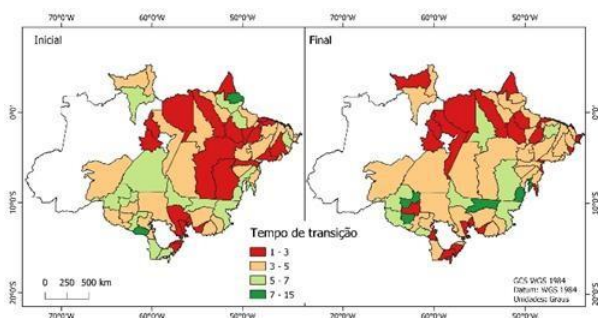 70°0'W 60°0'W 50°0'W 70°0'W 60°0'W 50°0'W
Inicial Final
0°0' 0°0'
10°0'S 10°0'S
20°0'S 20°0'S
Tempo de transição
1 - 3
3 - 5
5 - 7
7 - 15
0 250 500 km
GCS WGS 1984
Datum: WGS 1984
Unidades: Graus
70°0'W 60°0'W 50°0'W 70°0'W 60°0'W 50°0'W